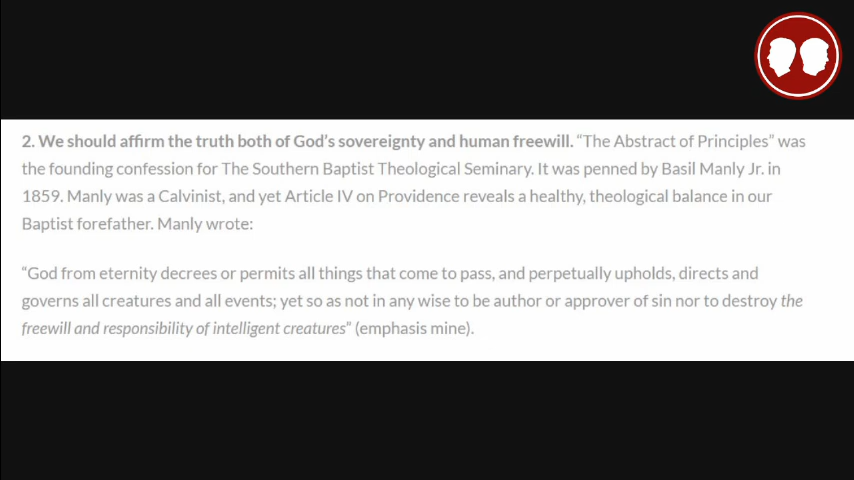 2. We should affirm the truth both of God's sovereignty and human freewill. “The Abstract of Principles” was
the founding confession for The Southern Baptist Theological Seminary. It was penned by Basil Manly Jr. in
1859. Manly was a Calvinist, and yet Article IV on Providence reveals a healthy, theological balance in our
Baptist forefather. Manly wrote:
“God from eternity decrees or permits all things that come to pass, and perpetually upholds, directs and
governs all creatures and all events; yet so as not in any wise to be author or approver of sin nor to destroy the
freewill and responsibility of intelligent creatures” (emphasis mine).